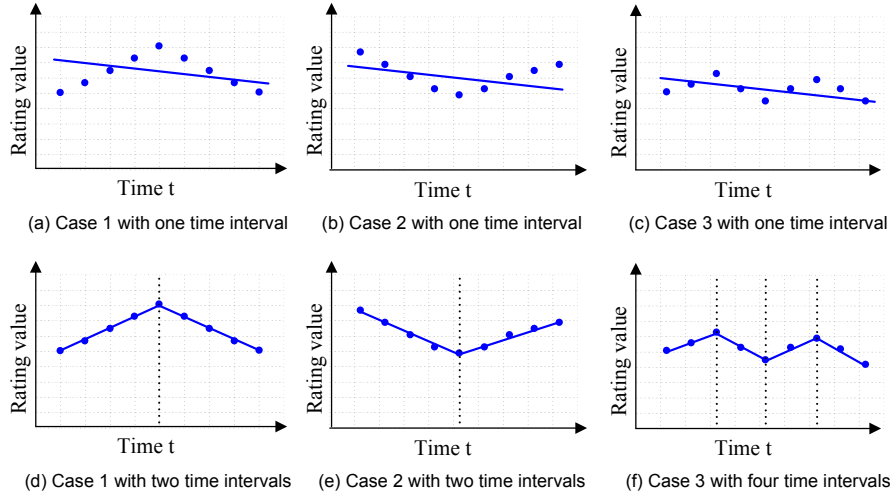 Rating value
Rating value
Rating value
Time t
Time t
Time t
(a) Case 1 with one time interval
(b) Case 2 with one time interval
(c) Case 3 with one time interval
Rating value
Rating value
Rating value
Time t
Time t
Time t
(d) Case 1 with two time intervals
(e) Case 2 with two time intervals
(f) Case 3 with four time intervals